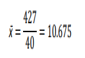 x̄ = 427/40 = 10.675